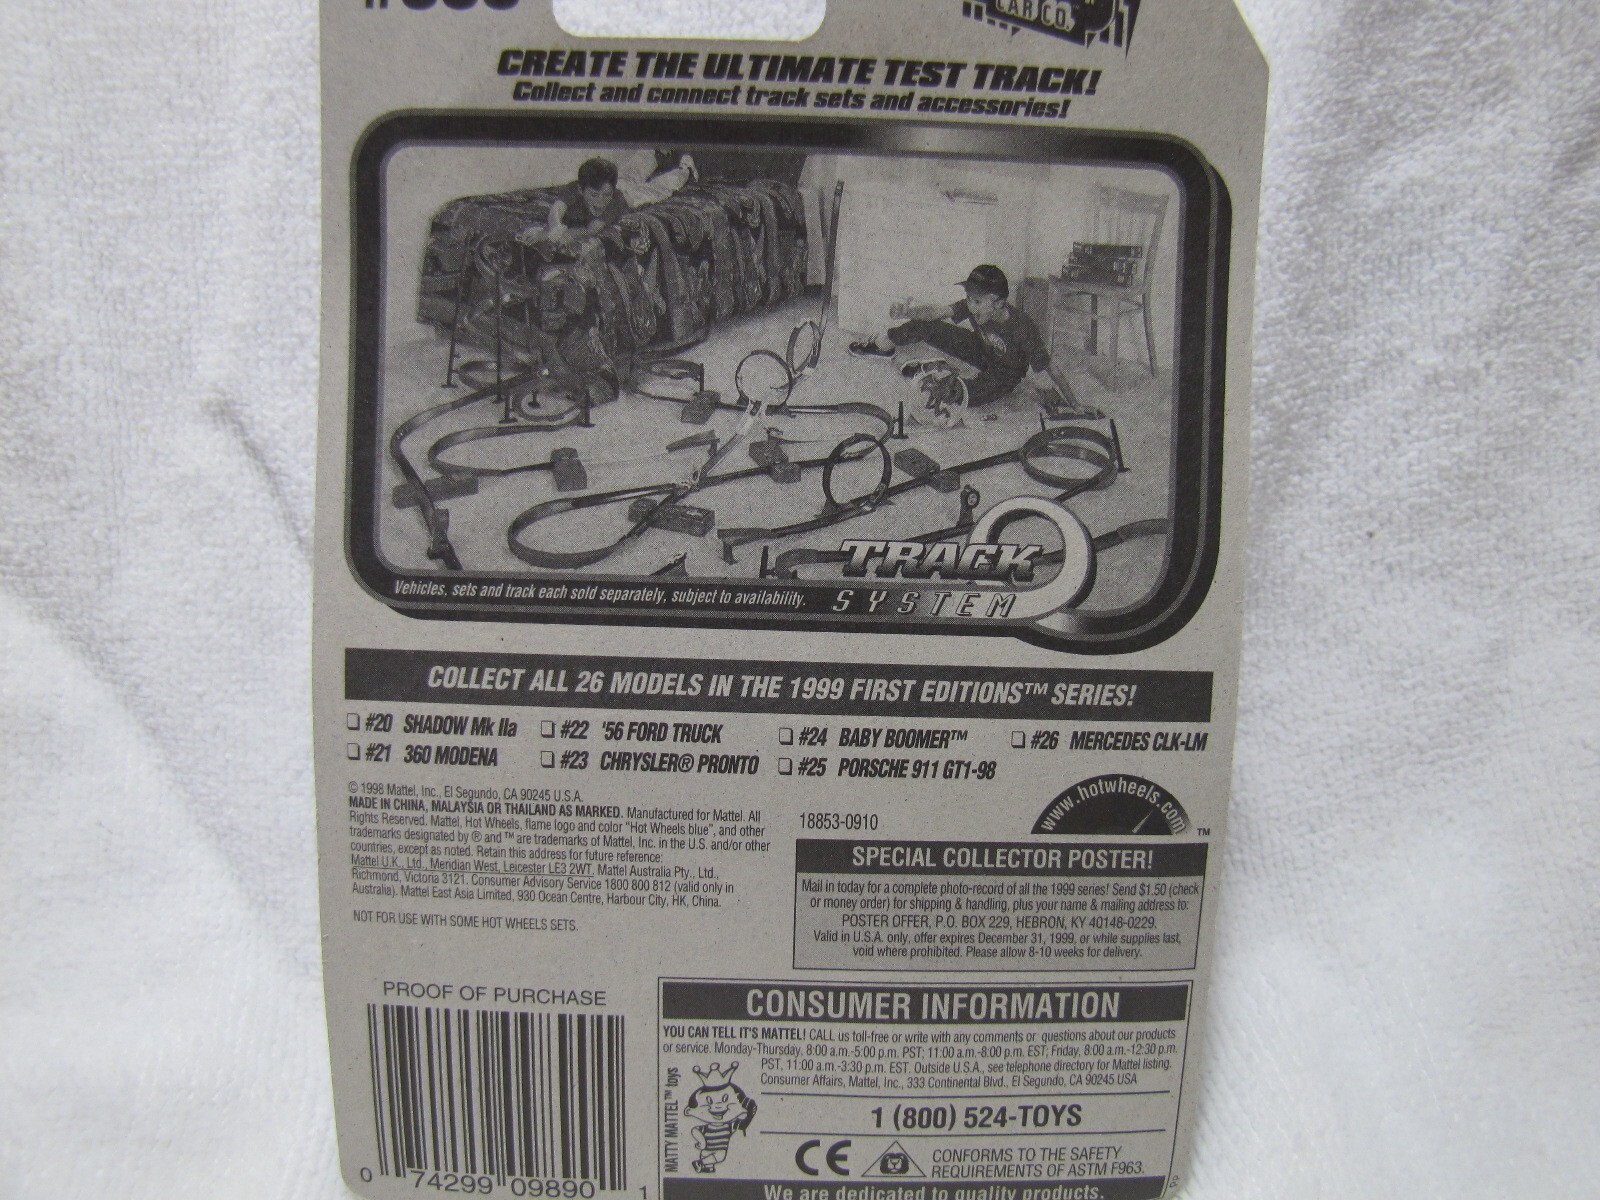 CAR CO.
CREATE THE ULTIMATE TEST TRACK!
Collect and connect track sets and accessories!
TRACK
SYSTEM
Vehicles, sets and track each sold separately, subject to availability.
COLLECT ALL 26 MODELS IN THE 1999 FIRST EDITIONS™ SERIES!
❑ #20 SHADOW Mk IIa ❑ #22 '56 FORD TRUCK ❑ #24 BABY BOOMER™ ❑ #26 MERCEDES CLK-LM
❑ #21 360 MODENA ❑ #23 CHRYSLER® PRONTO ❑ #25 PORSCHE 911 GT1-98
© 1998 Mattel, Inc., El Segundo, CA 90245 U.S.A.
MADE IN CHINA, MALAYSIA OR THAILAND AS MARKED. Manufactured for Mattel. All
Rights Reserved. Mattel, Hot Wheels, flame logo and color "Hot Wheels blue", and other
trademarks designated by ® and ™ are trademarks of Mattel, Inc. in the U.S. and/or other
countries, except as noted. Retain this address for future reference:
Mattel U.K., Ltd., Meridian West, Leicester LE3 2WT. Mattel Australia Pty., Ltd.,
Richmond, Victoria 3121. Consumer Advisory Service 1800 800 812 (valid only in
Australia). Mattel East Asia Limited, 930 Ocean Centre, Harbour City, HK, China.
NOT FOR USE WITH SOME HOT WHEELS SETS.
18853-0910
www.hotwheels.com ™
SPECIAL COLLECTOR POSTER!
Mail in today for a complete photo-record of all the 1999 series! Send $1.50 (check
or money order) for shipping & handling, plus your name & mailing address to:
POSTER OFFER, P.O. BOX 229, HEBRON, KY 40148-0229.
Valid in U.S.A. only, offer expires December 31, 1999, or while supplies last,
void where prohibited. Please allow 8-10 weeks for delivery.
PROOF OF PURCHASE
0 74299 09890 1
CONSUMER INFORMATION
YOU CAN TELL IT'S MATTEL! CALL us toll-free or write with any comments or questions about our products
or service. Monday-Thursday, 8:00 a.m.-5:00 p.m. PST; 11:00 a.m.-8:00 p.m. EST; Friday, 8:00 a.m.-12:30 p.m.
PST, 11:00 a.m.-3:30 p.m. EST. Outside U.S.A., see telephone directory for Mattel listing.
Consumer Affairs, Mattel, Inc., 333 Continental Blvd., El Segundo, CA 90245 USA
MATTY MATTEL™ toys
1 (800) 524-TOYS
CE
CONFORMS TO THE SAFETY
REQUIREMENTS OF ASTM F963.
We are dedicated to quality products.